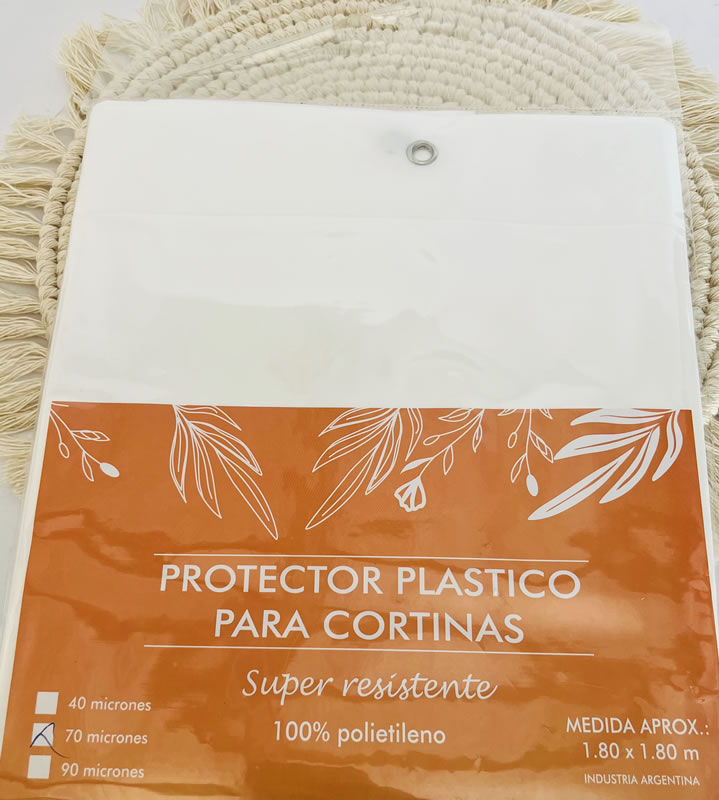 PROTECTOR PLASTICO
PARA CORTINAS
Super resistente
100% polietileno
40 micrones
70 micrones
90 micrones
MEDIDA APROX.:
1.80 x 1.80 m
INDUSTRIA ARGENTINA